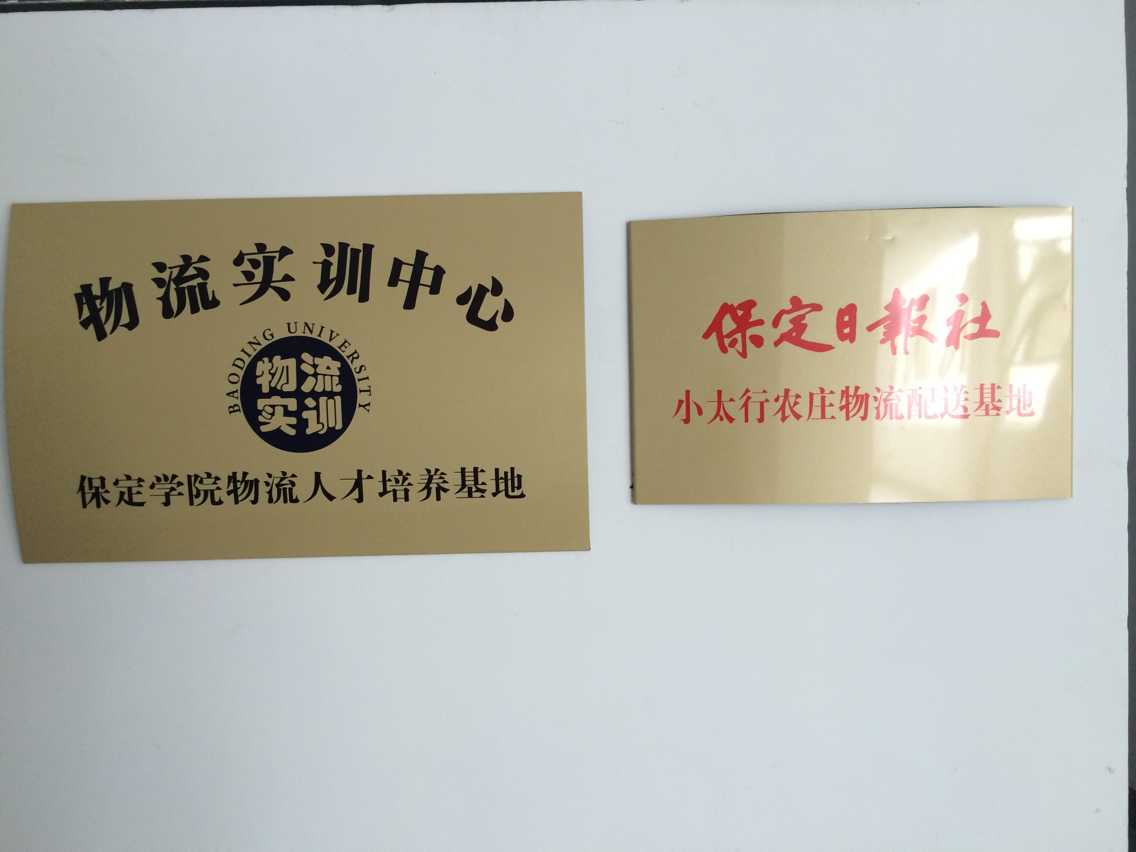 物流实训中心
BAODING UNIVERSITY
物流
实训
保定学院物流人才培养基地
保定日報社
小太行农庄物流配送基地